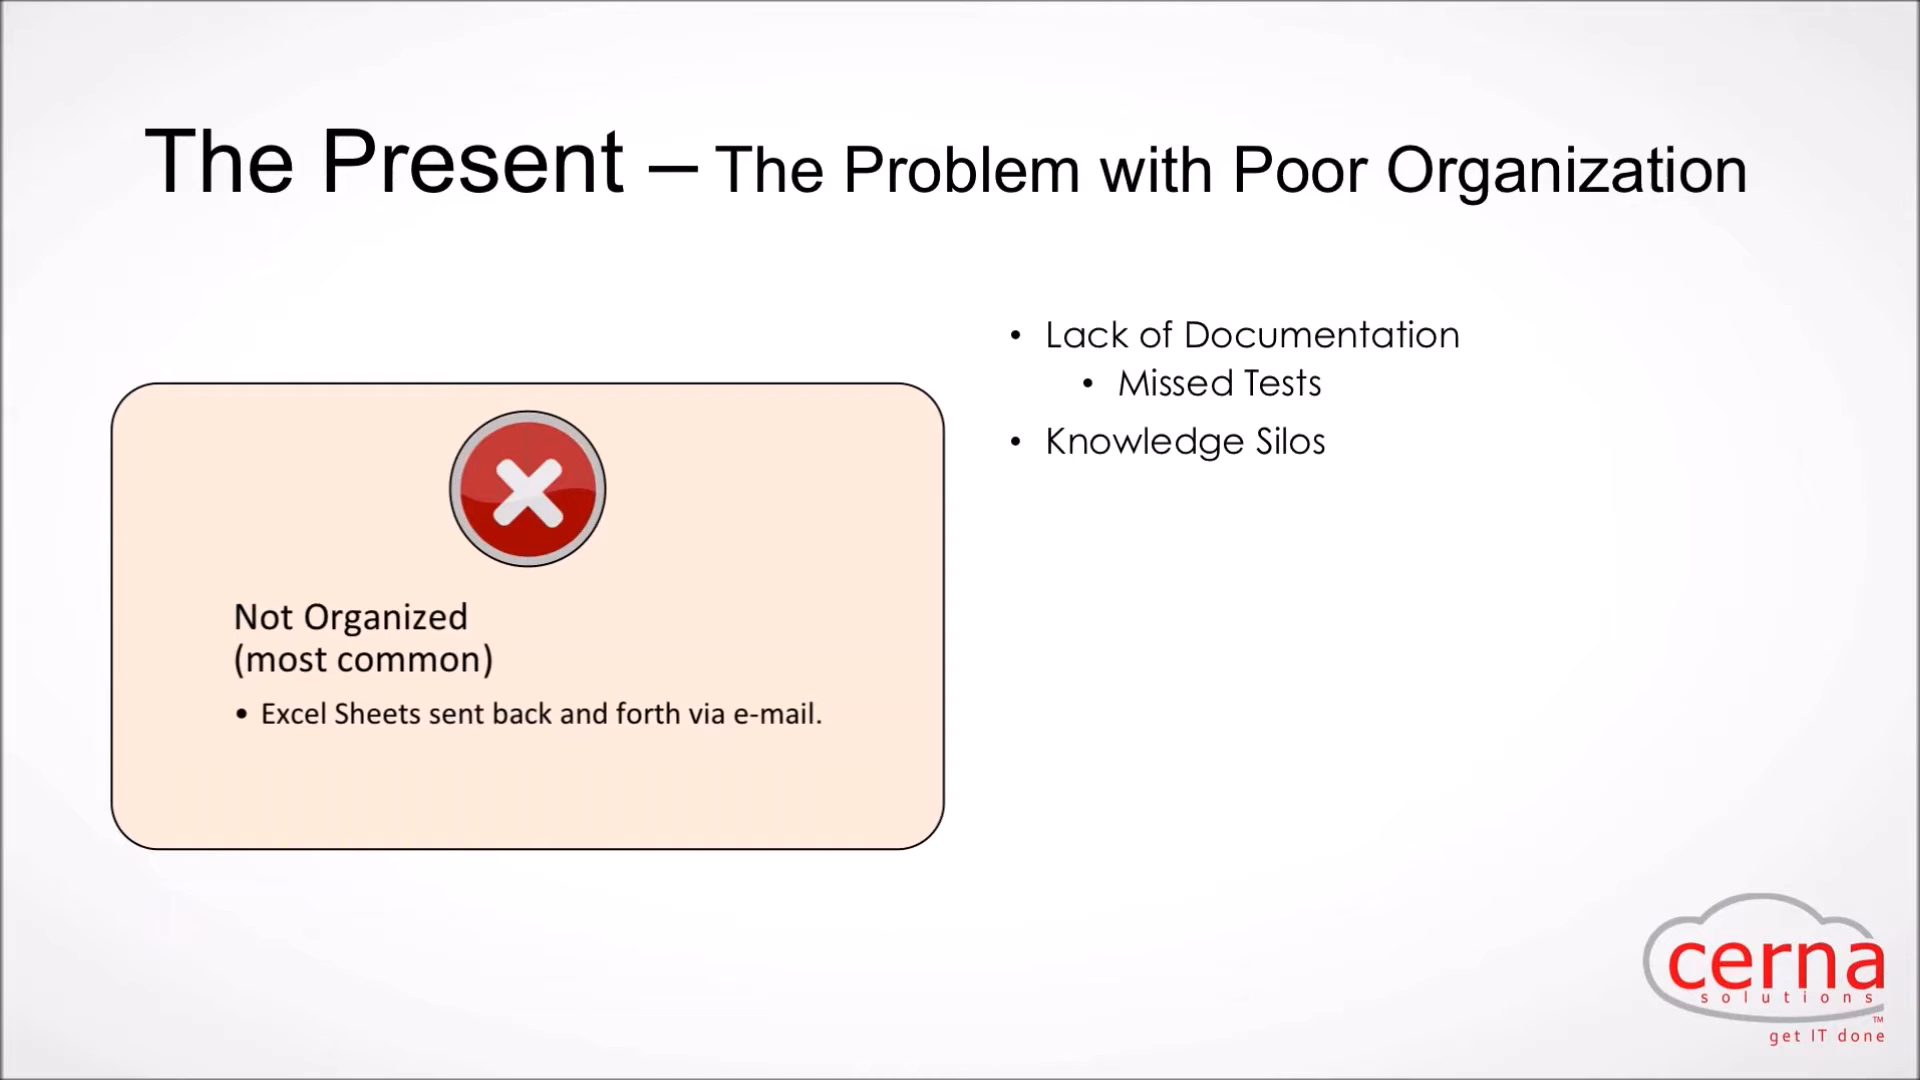 The Present – The Problem with Poor Organization
Not Organized
(most common)
• Excel Sheets sent back and forth via e-mail.
• Lack of Documentation
• Missed Tests
• Knowledge Silos
cerna
solutions
TM
get IT done